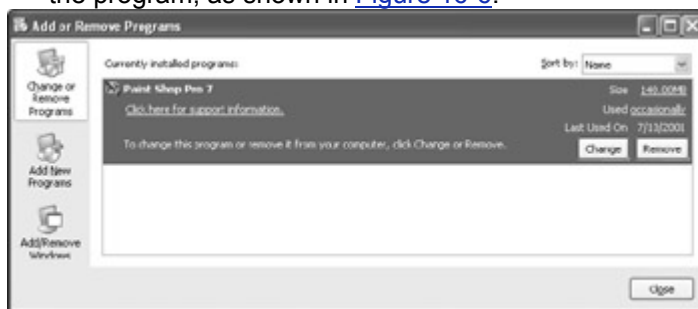 the program, as shown in Figure 10-6.
Add or Remove Programs
Currently installed programs:
Sort by: Name
Change or Remove Programs
Paint Shop Pro 7
Size 140.00MB
Click here for support information.
Used occasionally
Last Used On 7/13/2001
To change this program or remove it from your computer, click Change or Remove.
Change Remove
Add New Programs
Add/Remove Windows
Close